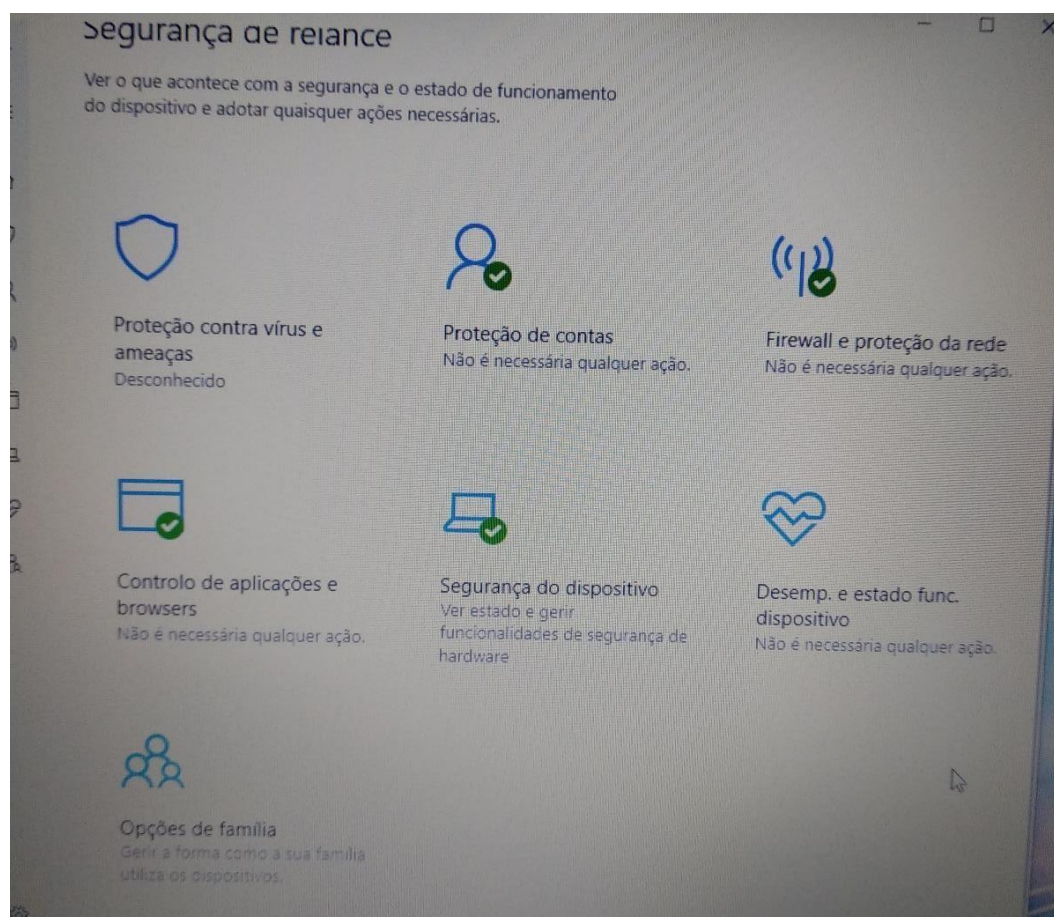 Segurança de relance
Ver o que acontece com a segurança e o estado de funcionamento
do dispositivo e adotar quaisquer ações necessárias.
Proteção contra vírus e
ameaças
Desconhecido
Proteção de contas
Não é necessária qualquer ação.
Firewall e proteção da rede
Não é necessária qualquer ação.
Controlo de aplicações e
browsers
Não é necessária qualquer ação.
Segurança do dispositivo
Ver estado e gerir
funcionalidades de segurança de
hardware
Desemp. e estado func.
dispositivo
Não é necessária qualquer ação.
Opções de família
Gerir a forma como a sua família
utiliza os dispositivos.